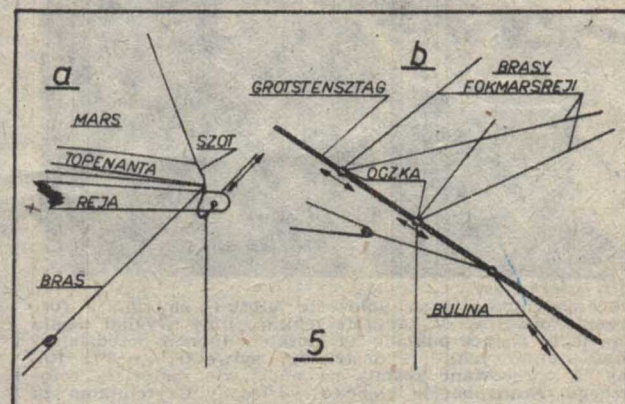 a
MARS
SZOT
TOPENANTA
REJA
BRAS
b
GROTSTENSZTAG
BRASY
FOKMARSREJI
OCZKA
BULINA
5